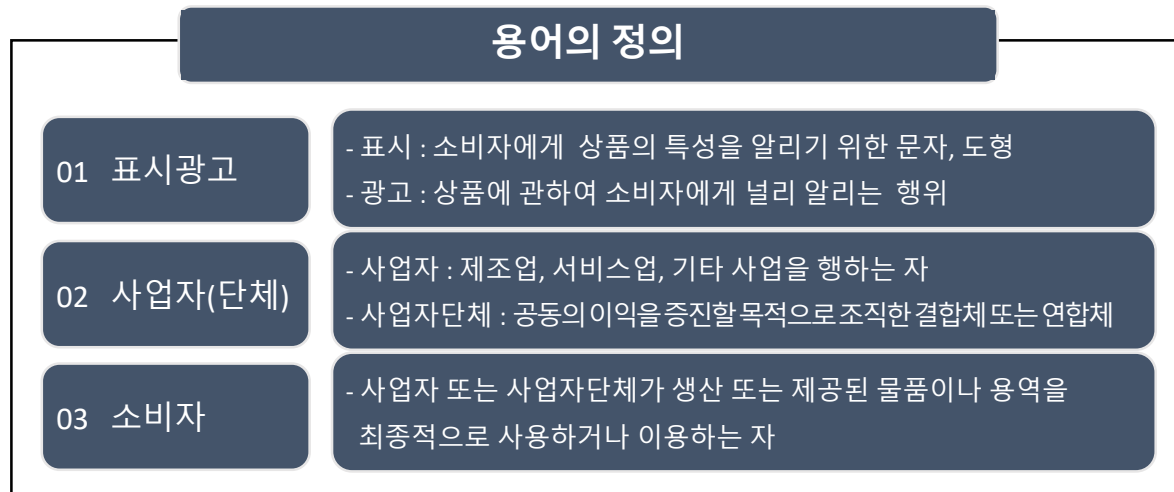 용어의 정의
01 표시광고
- 표시 : 소비자에게 상품의 특성을 알리기 위한 문자, 도형
- 광고 : 상품에 관하여 소비자에게 널리 알리는 행위
02 사업자(단체)
- 사업자 : 제조업, 서비스업, 기타 사업을 행하는 자
- 사업자단체 : 공동의 이익을 증진할 목적으로 조직한 결합체 또는 연합체
03 소비자
- 사업자 또는 사업자단체가 생산 또는 제공된 물품이나 용역을
최종적으로 사용하거나 이용하는 자